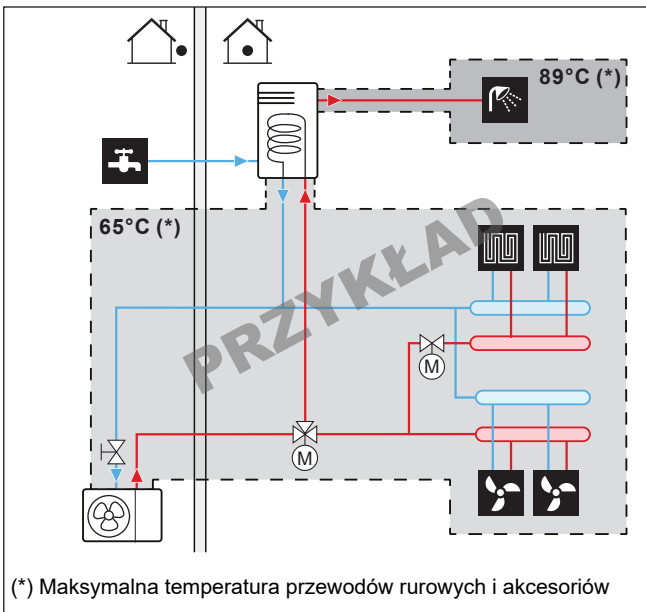 89°C (*)
65°C (*)
PRZYKŁAD
M
M
(*) Maksymalna temperatura przewodów rurowych i akcesoriów